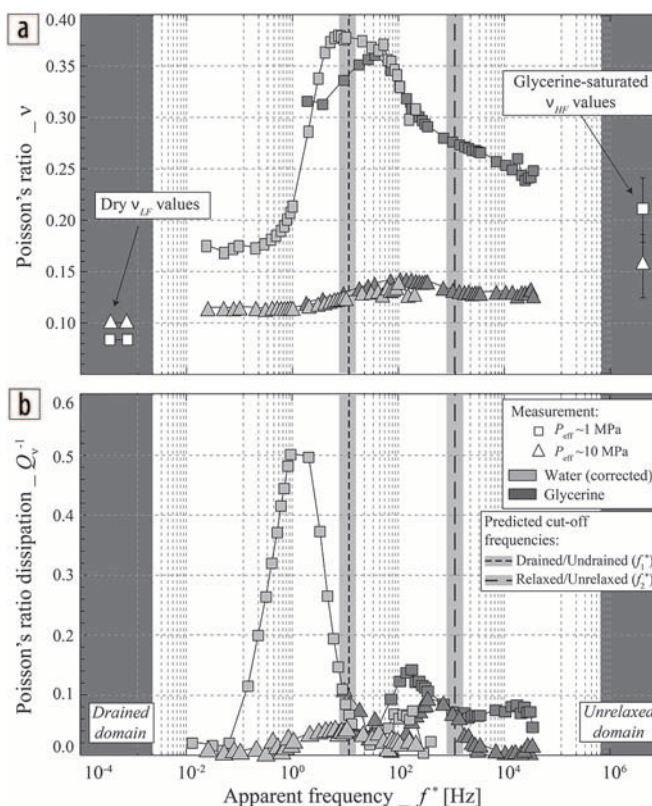 a
0.40
0.35
0.30
0.25
0.20
0.15
0.10
Poisson's ratio _ ν
Glycerine-saturated
ν_HF values
Dry ν_LF values
b
0.6
0.5
0.4
0.3
0.2
0.1
0.0
Poisson's ratio dissipation _ Q_ν^-1
Measurement:
P_eff ~1 MPa
P_eff ~10 MPa
Water (corrected)
Glycerine
Predicted cut-off
frequencies:
Drained/Undrained (f_1^*)
Relaxed/Unrelaxed (f_2^*)
Drained
domain
Unrelaxed
domain
10^-4 10^-2 10^0 10^2 10^4 10^6
Apparent frequency _ f^* [Hz]